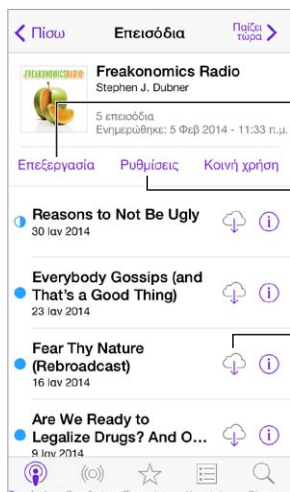 Πίσω
Επεισόδια
Παίζει
τώρα
FREAKONOMICSRADIO
Freakonomics Radio
Stephen J. Dubner
5 επεισόδια
Ενημερώθηκε: 5 Φεβ 2014 - 11:33 π.μ.
Επεξεργασία
Ρυθμίσεις
Κοινή χρήση
Reasons to Not Be Ugly
30 Ιαν 2014
Everybody Gossips (and
That's a Good Thing)
23 Ιαν 2014
Fear Thy Nature
(Rebroadcast)
16 Ιαν 2014
Are We Ready to
Legalize Drugs? And O...
9 Ιαν 2014